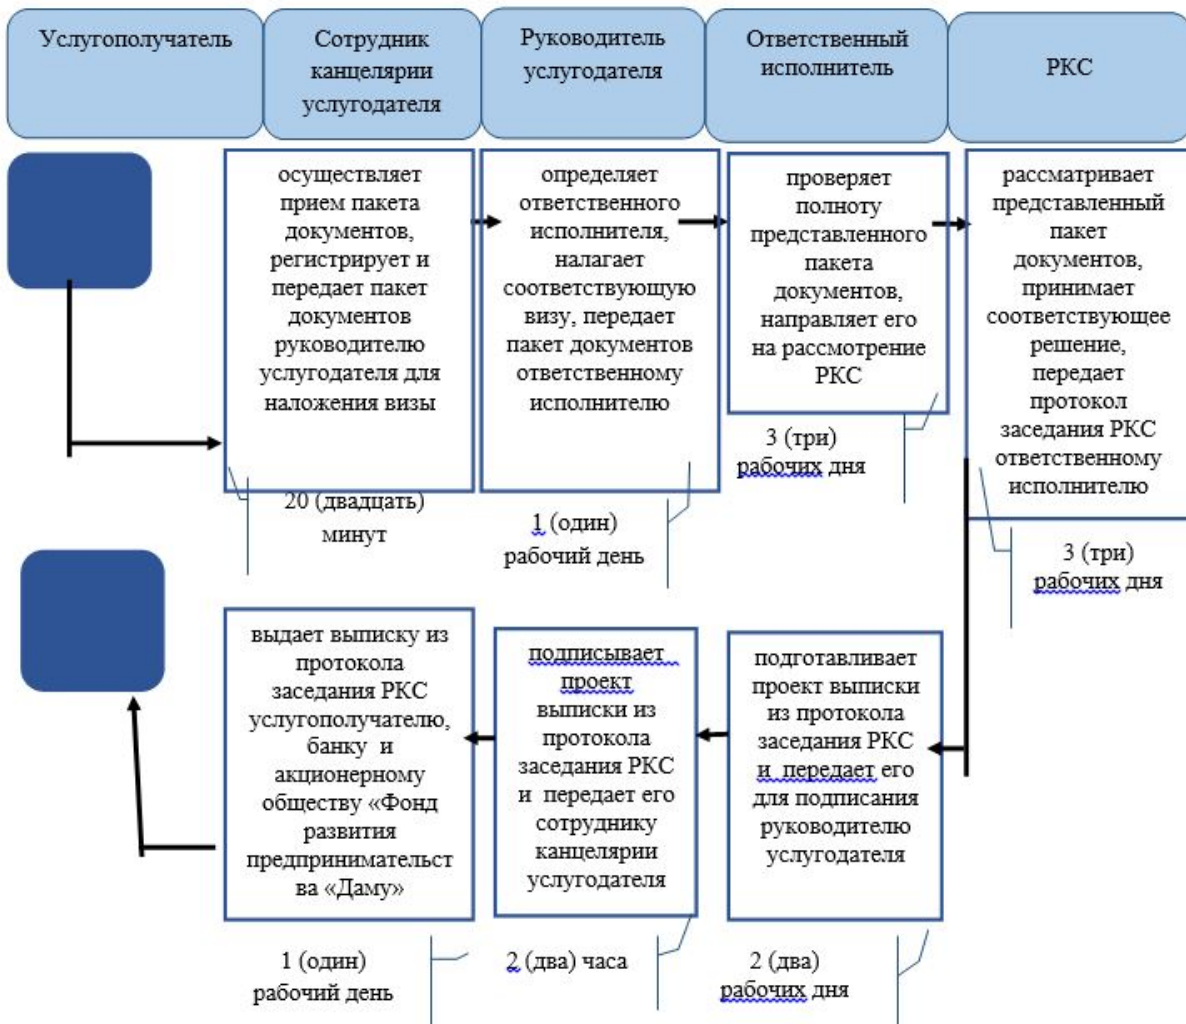 Услугополучатель
Сотрудник
канцелярии
услугодателя
Руководитель
услугодателя
Ответственный
исполнитель
РКС
осуществляет
прием пакета
документов,
регистрирует и
передает пакет
документов
руководителю
услугодателя для
наложения визы
20 (двадцать)
минут
определяет
ответственного
исполнителя,
налагает
соответствующую
визу, передает
пакет документов
ответственному
исполнителю
1 (один)
рабочий день
проверяет
полноту
представленного
пакета
документов,
направляет его
на рассмотрение
РКС
3 (три)
рабочих дня
рассматривает
представленный
пакет
документов,
принимает
соответствующее
решение,
передает
протокол
заседания РКС
ответственному
исполнителю
3 (три)
рабочих дня
выдает выписку из
протокола
заседания РКС
услугополучателю,
банку и
акционерному
обществу «Фонд
развития
предпринимательст
ва «Даму»
1 (один)
рабочий день
подписывает
проект
выписки из
протокола
заседания РКС
и передает его
сотруднику
канцелярии
услугодателя
2 (два) часа
подготавливает
проект выписки
из протокола
заседания РКС
и передает его
для подписания
руководителю
услугодателя
2 (два)
рабочих дня